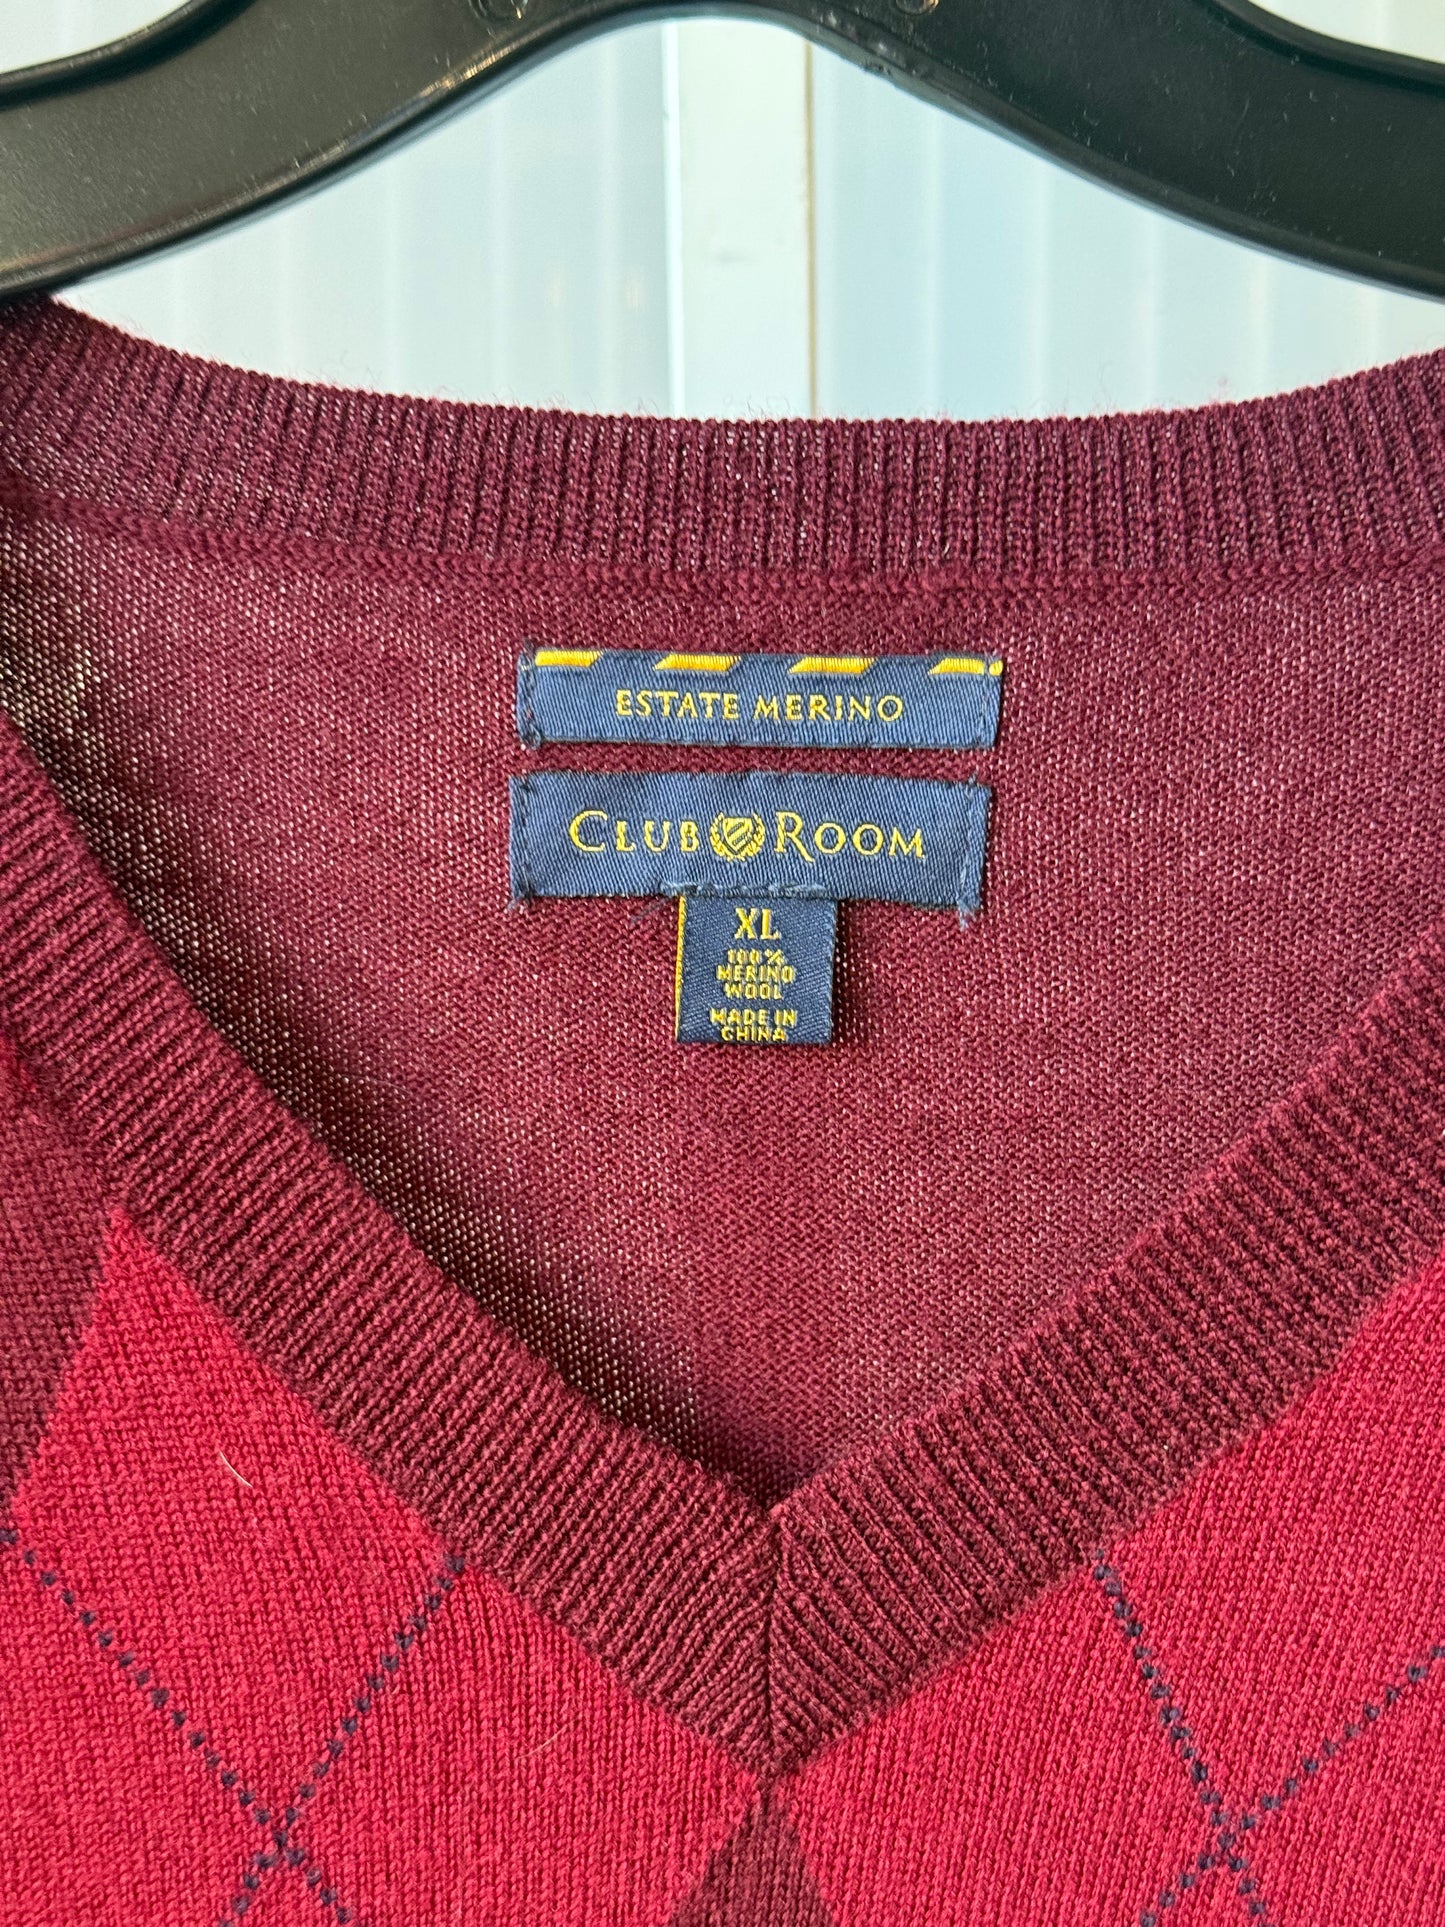 ESTATE MERINO
CLUB ROOM
XL
100%
MERINO
WOOL
MADE IN
CHINA